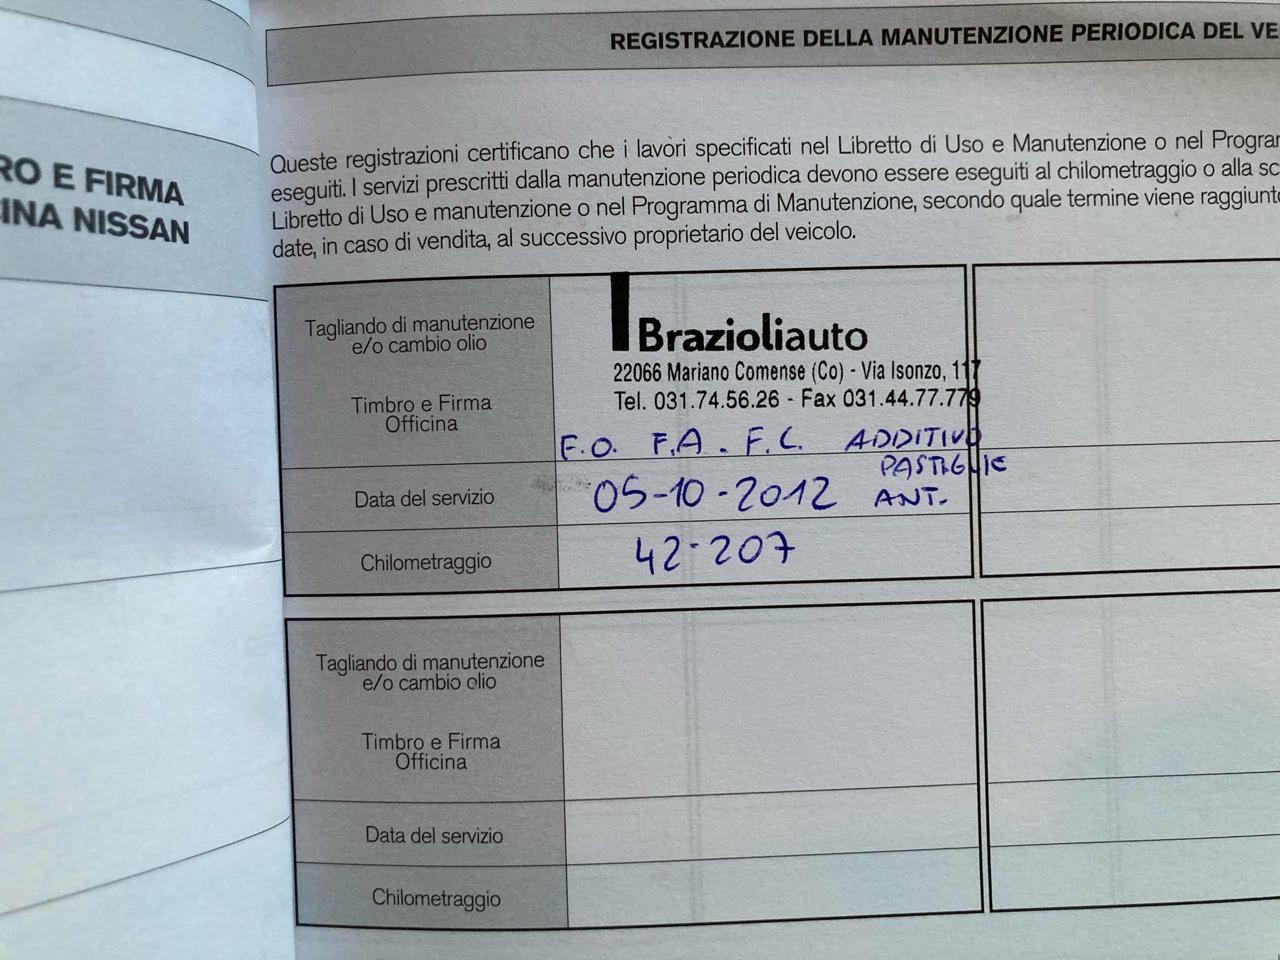 RO E FIRMA
INA NISSAN
REGISTRAZIONE DELLA MANUTENZIONE PERIODICA DEL VE
Queste registrazioni certificano che i lavori specificati nel Libretto di Uso e Manutenzione o nel Program
eseguiti. I servizi prescritti dalla manutenzione periodica devono essere eseguiti al chilometraggio o alla sc
Libretto di Uso e manutenzione o nel Programma di Manutenzione, secondo quale termine viene raggiunto
date, in caso di vendita, al successivo proprietario del veicolo.
Tagliando di manutenzione
e/o cambio olio
Timbro e Firma
Officina
Brazioliauto
22066 Mariano Comense (Co) - Via Isonzo, 117
Tel. 031.74.56.26 - Fax 031.44.77.779
F.O. F.A. F.C. ADDITIVO
PASTIGLIE
ANT.
Data del servizio
05-10-2012
Chilometraggio
42.207
Tagliando di manutenzione
e/o cambio olio
Timbro e Firma
Officina
Data del servizio
Chilometraggio